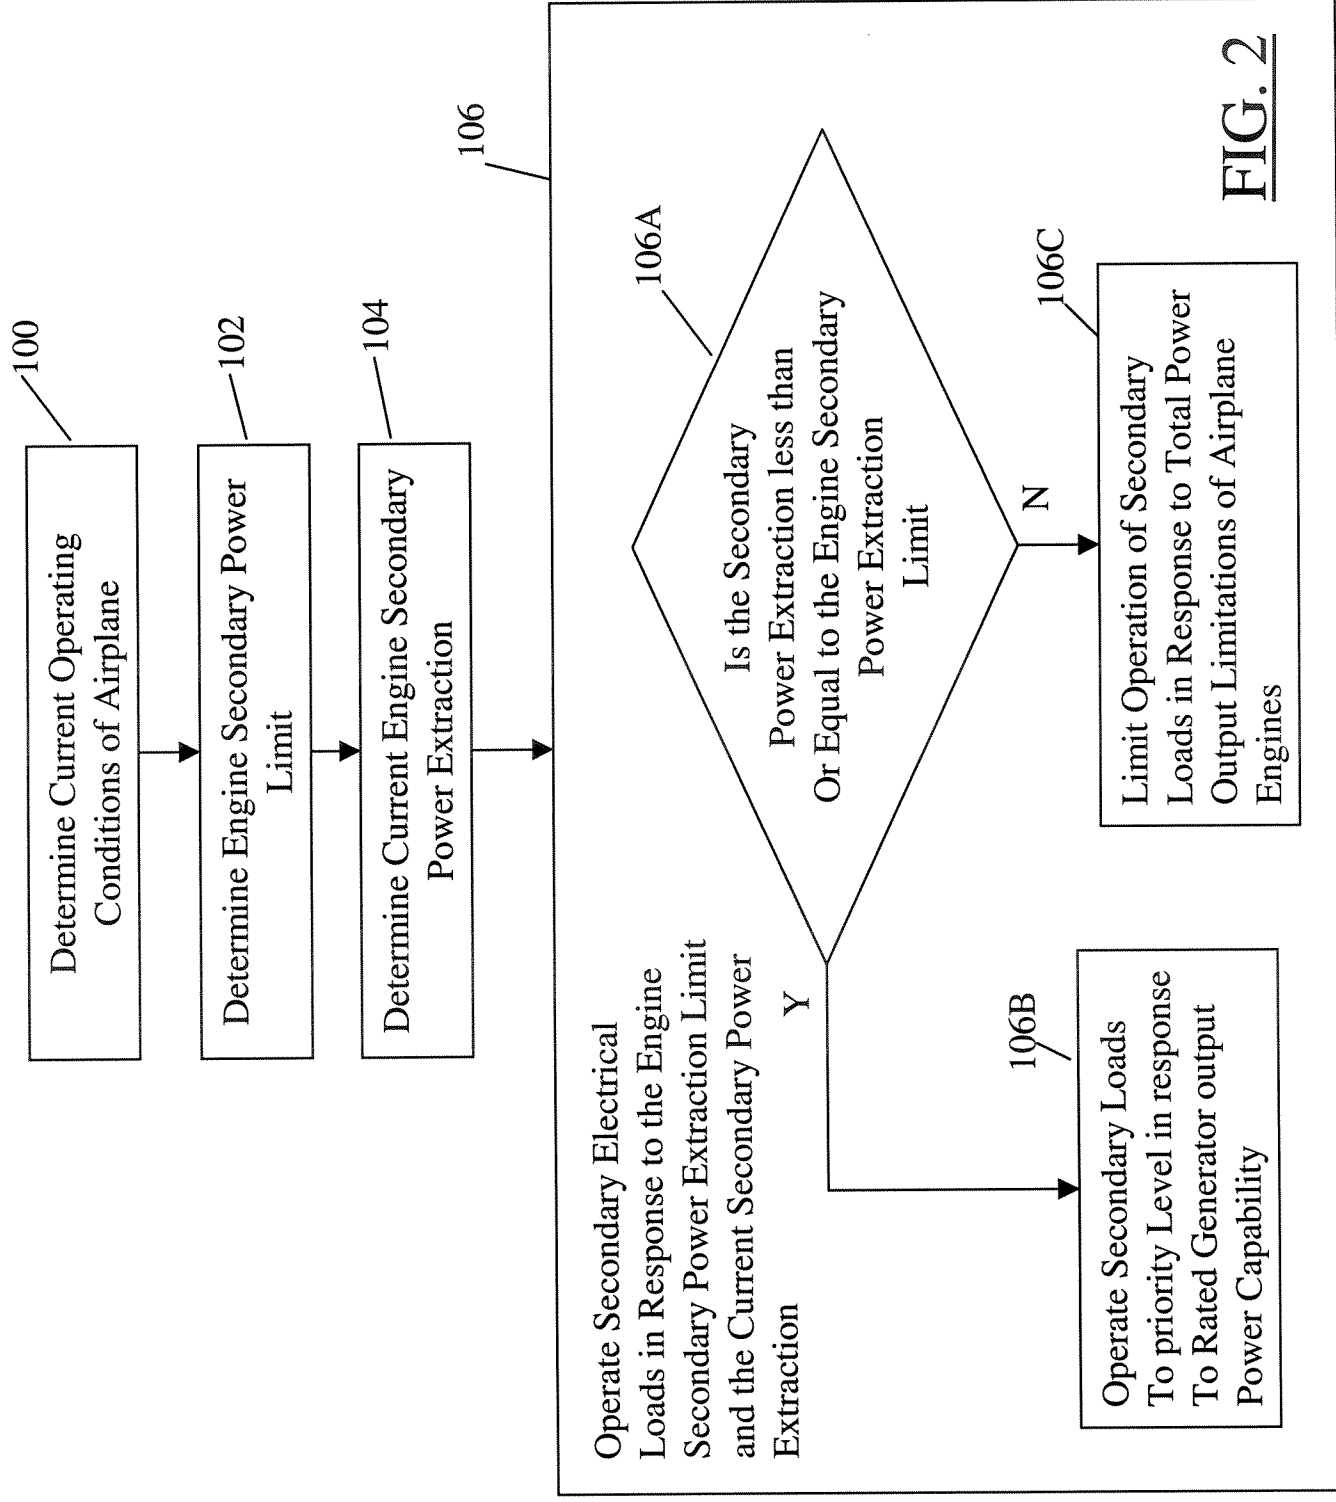 100
Determine Current Operating
Conditions of Airplane
102
Determine Engine Secondary Power
Limit
104
Determine Current Engine Secondary
Power Extraction
106
Operate Secondary Electrical
Loads in Response to the Engine
Secondary Power Extraction Limit
and the Current Secondary Power
Extraction
106A
Is the Secondary
Power Extraction less than
Or Equal to the Engine Secondary
Power Extraction
Limit
Y
N
106B
Operate Secondary Loads
To priority Level in response
To Rated Generator output
Power Capability
106C
Limit Operation of Secondary
Loads in Response to Total Power
Output Limitations of Airplane
Engines
FIG. 2